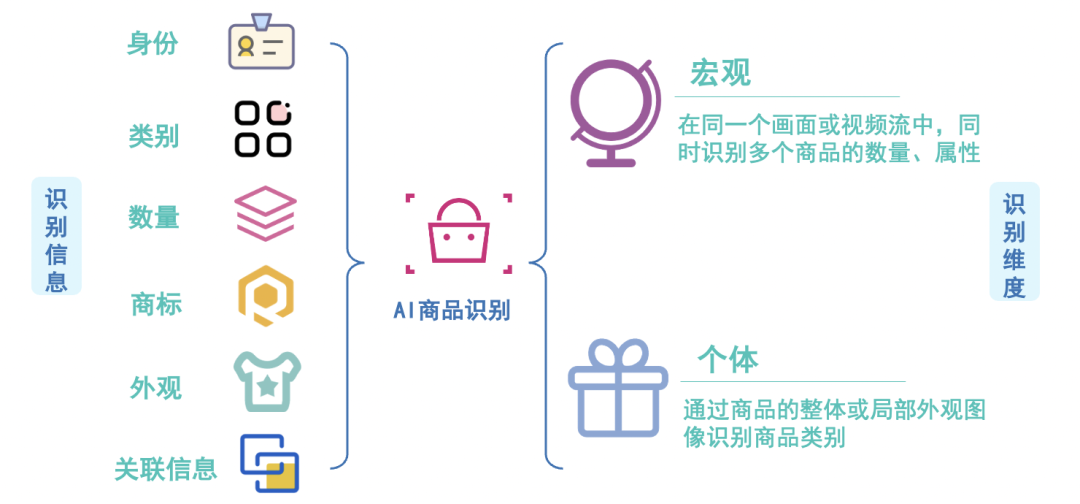 识别信息
身份
类别
数量
商标
外观
关联信息
AI商品识别
宏观
在同一个画面或视频流中，同
时识别多个商品的数量、属性
个体
通过商品的整体或局部外观图
像识别商品类别
识别维度